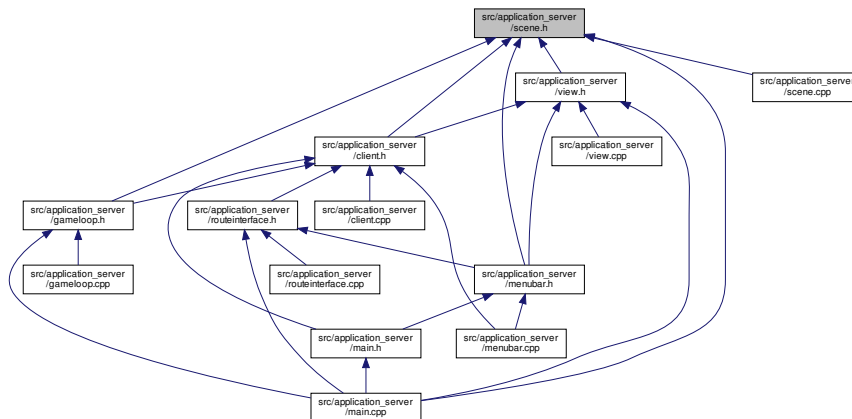 src/application_server
/scene.h
src/application_server
/view.h
src/application_server
/scene.cpp
src/application_server
/client.h
src/application_server
/view.cpp
src/application_server
/gameloop.h
src/application_server
/routeinterface.h
src/application_server
/client.cpp
src/application_server
/gameloop.cpp
src/application_server
/routeinterface.cpp
src/application_server
/menubar.h
src/application_server
/main.h
src/application_server
/menubar.cpp
src/application_server
/main.cpp